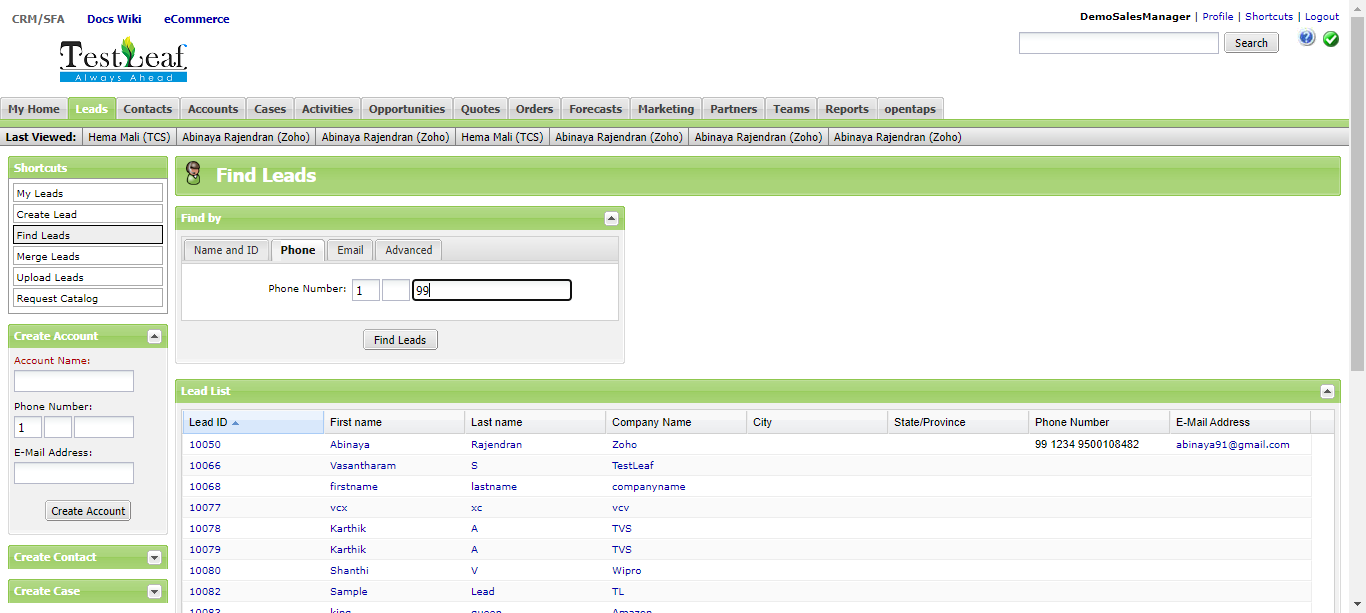 CRM/SFA Docs Wiki eCommerce
DemoSalesManager | Profile | Shortcuts | Logout
Search
TestLeaf
Always Ahead
My Home Leads Contacts Accounts Cases Activities Opportunities Quotes Orders Forecasts Marketing Partners Teams Reports opentaps
Last Viewed: Hema Mali (TCS) Abinaya Rajendran (Zoho) Abinaya Rajendran (Zoho) Hema Mali (TCS) Abinaya Rajendran (Zoho) Abinaya Rajendran (Zoho) Abinaya Rajendran (Zoho)
Shortcuts
My Leads
Create Lead
Find Leads
Merge Leads
Upload Leads
Request Catalog
Create Account
Account Name:
Phone Number:
1
E-Mail Address:
Create Account
Create Contact
Create Case
Find Leads
Find by
Name and ID Phone Email Advanced
Phone Number: 1 99
Find Leads
Lead List
Lead ID First name Last name Company Name City State/Province Phone Number E-Mail Address
10050 Abinaya Rajendran Zoho 99 1234 9500108482 abinaya91@gmail.com
10066 Vasantharam S TestLeaf
10068 firstname lastname companyname
10077 vcx xc vcv
10078 Karthik A TVS
10079 Karthik A TVS
10080 Shanthi V Wipro
10082 Sample Lead TL
10083 king queen Amazon